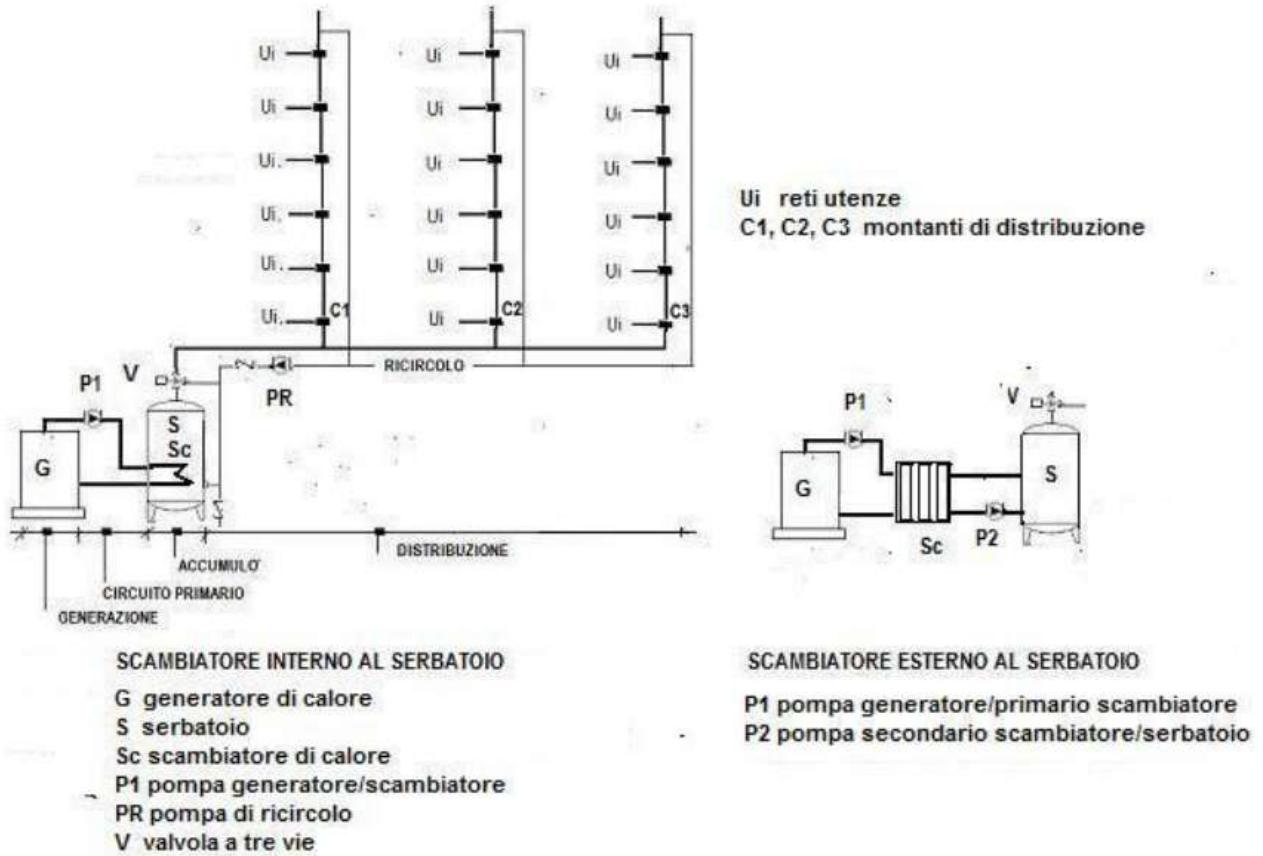 Ui Ui Ui
Ui Ui Ui
Ui. Ui Ui
Ui. Ui Ui
Ui. Ui Ui
Ui. C1 Ui C2 Ui C3
Ui reti utenze
C1, C2, C3 montanti di distribuzione
RICIRCOLO
P1 V PR
S
Sc
G
ACCUMULO
DISTRIBUZIONE
CIRCUITO PRIMARIO
GENERAZIONE
P1 V
G S
Sc P2
SCAMBIATORE INTERNO AL SERBATOIO
G generatore di calore
S serbatoio
Sc scambiatore di calore
P1 pompa generatore/scambiatore
PR pompa di ricircolo
V valvola a tre vie
SCAMBIATORE ESTERNO AL SERBATOIO
P1 pompa generatore/primario scambiatore
P2 pompa secondario scambiatore/serbatoio